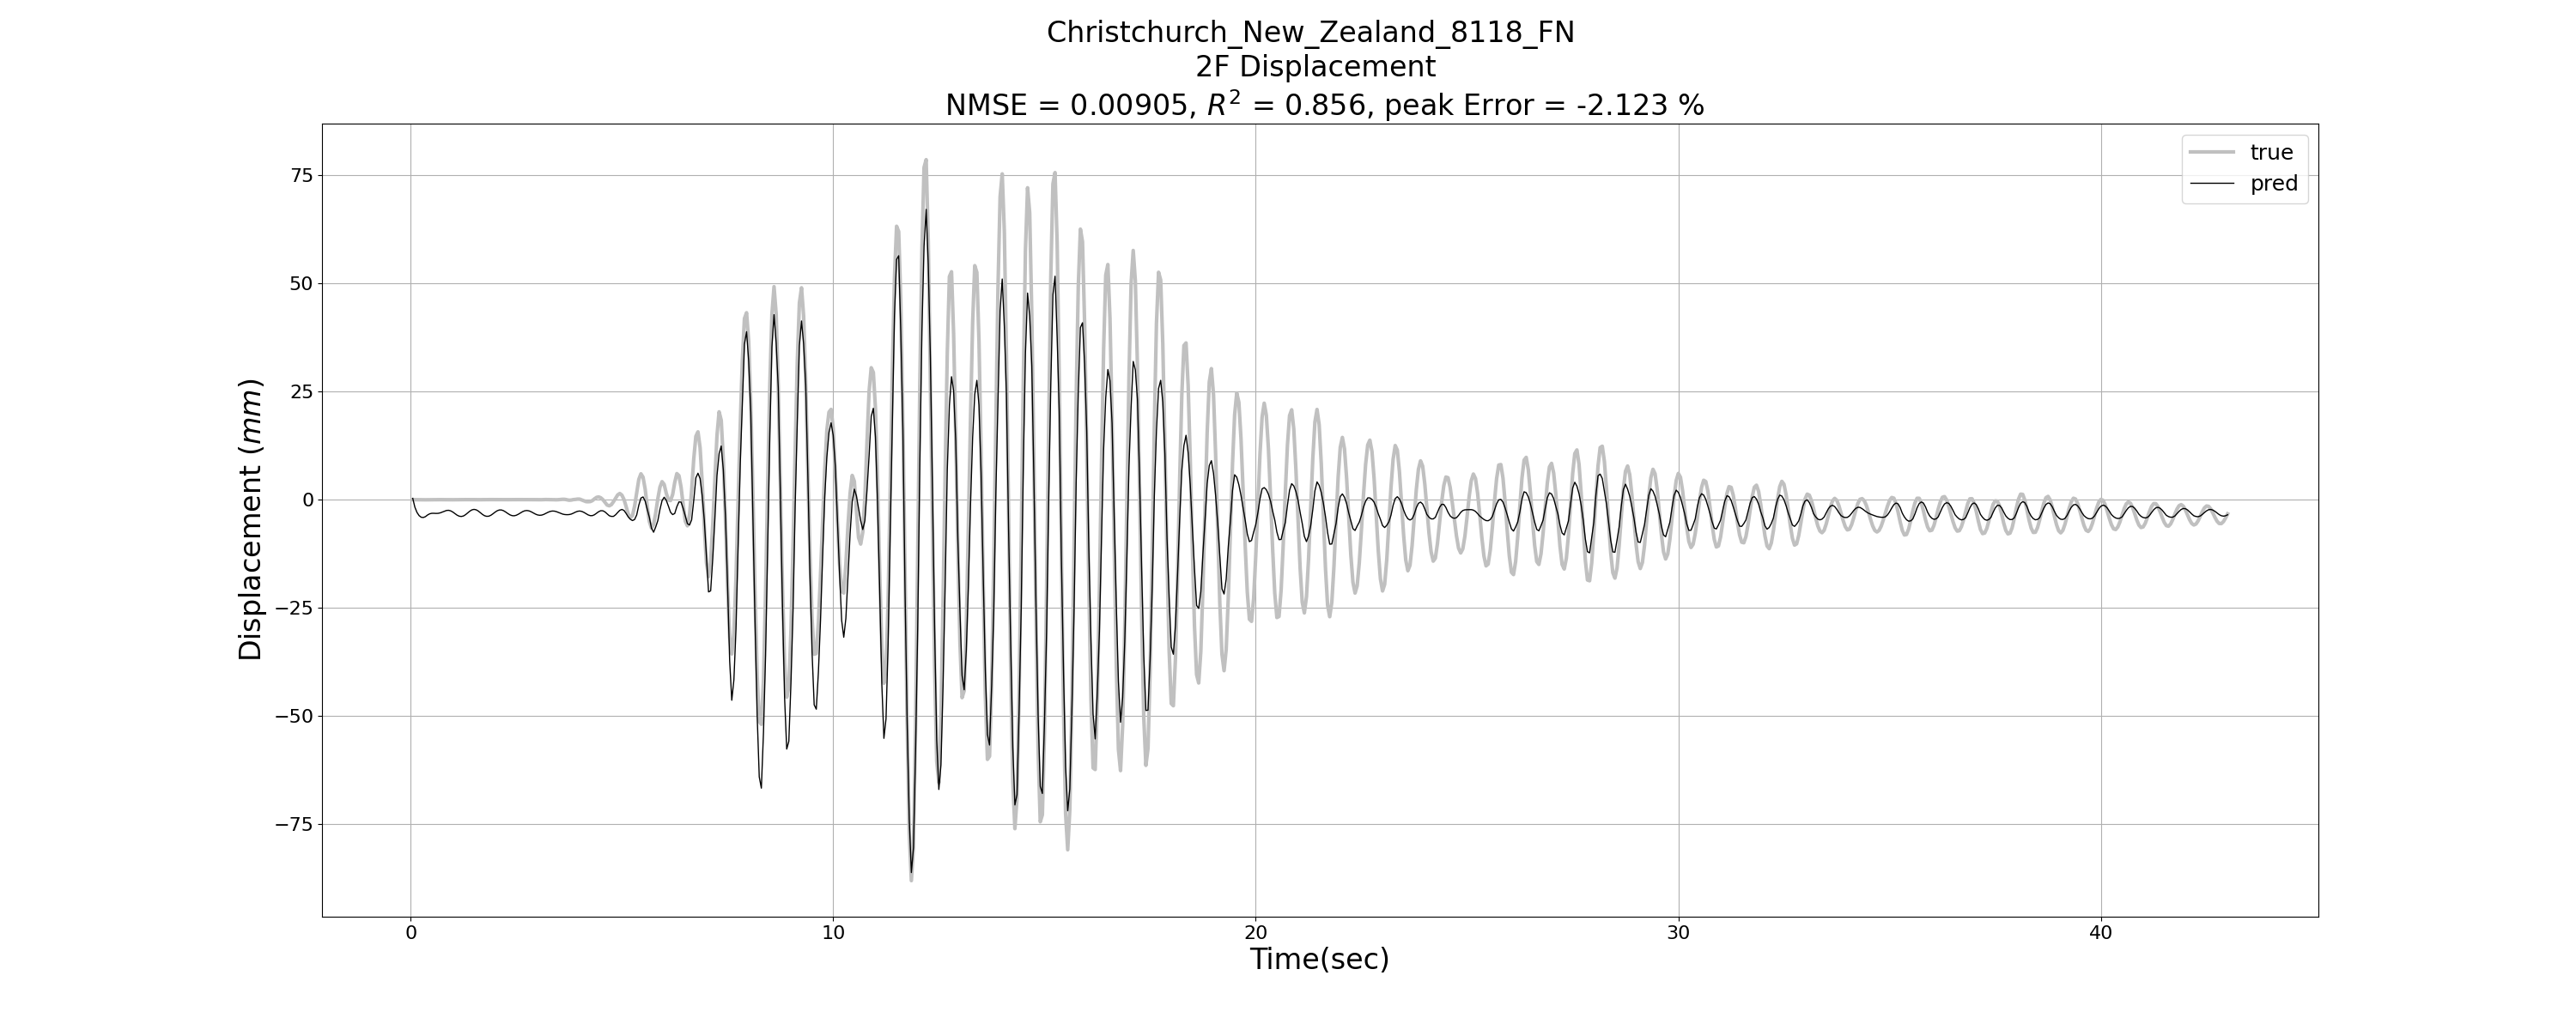 Christchurch_New_Zealand_8118_FN
2F Displacement
NMSE = 0.00905, R² = 0.856, peak Error = -2.123 %
true
pred
75
50
25
0
−25
−50
−75
Displacement (mm)
0 10 20 30 40
Time(sec)